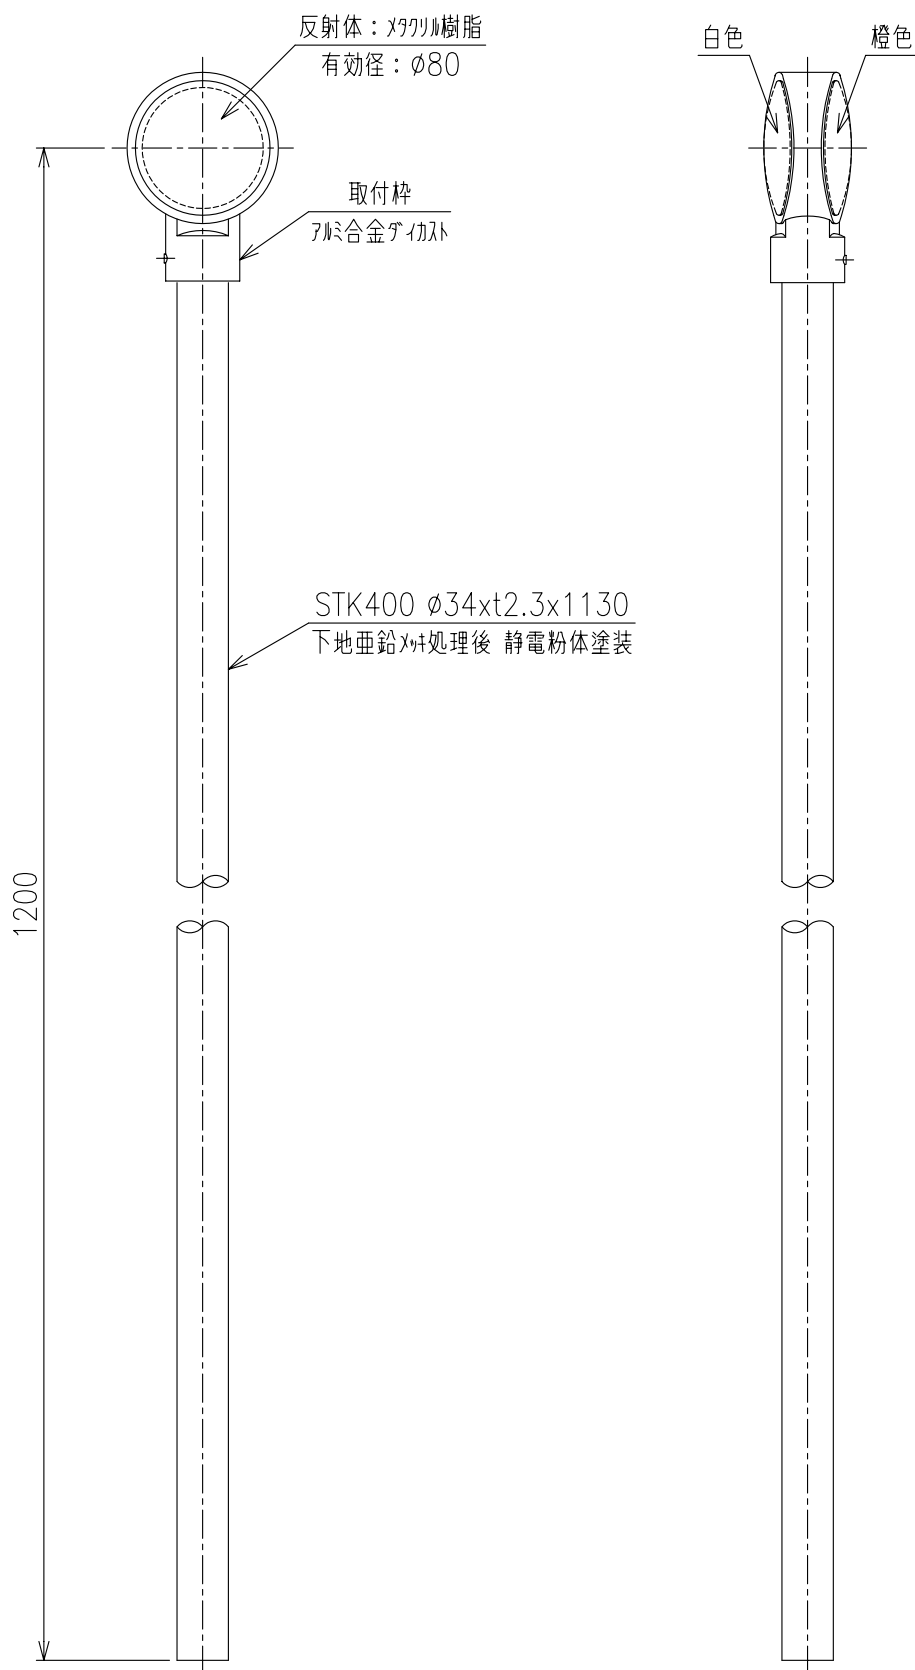 反射体：メタクリル樹脂
有効径：φ80
白色
橙色
取付枠
アルミ合金ダイカスト
STK400 φ34xt2.3x1130
下地亜鉛メッキ処理後 静電粉体塗装
1200